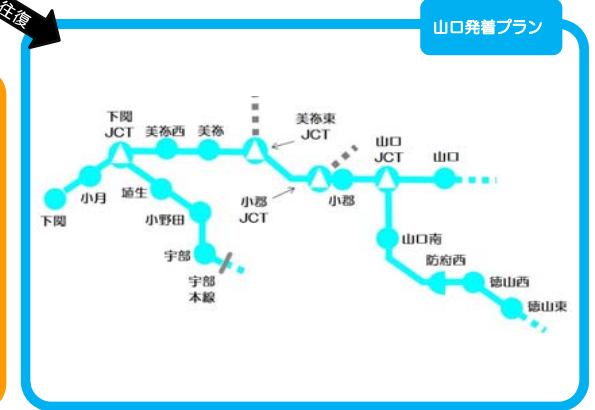 往復
山口発着プラン
下関
JCT
美祢西
美祢
美祢東
JCT
山口
JCT
山口
下関
小月
埴生
小野田
小郡
JCT
小郡
宇部
宇部
本線
山口南
防府西
徳山西
徳山東